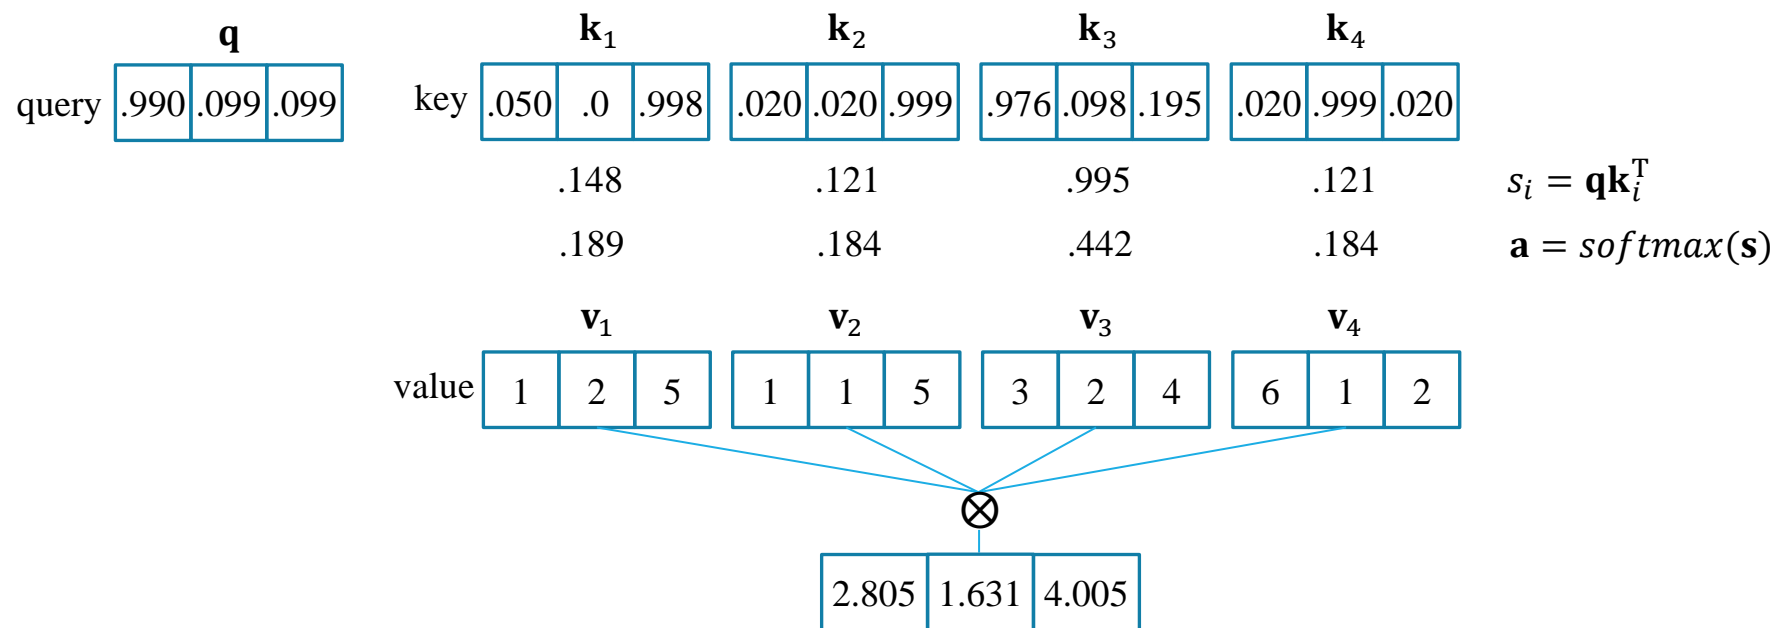 q k₁ k₂ k₃ k₄
query .990 .099 .099 key .050 .0 .998 .020 .020 .999 .976 .098 .195 .020 .999 .020
.148 .121 .995 .121 sᵢ = qkᵢᵀ
.189 .184 .442 .184 a = softmax(s)
v₁ v₂ v₃ v₄
value 1 2 5 1 1 5 3 2 4 6 1 2
⊗
2.805 1.631 4.005